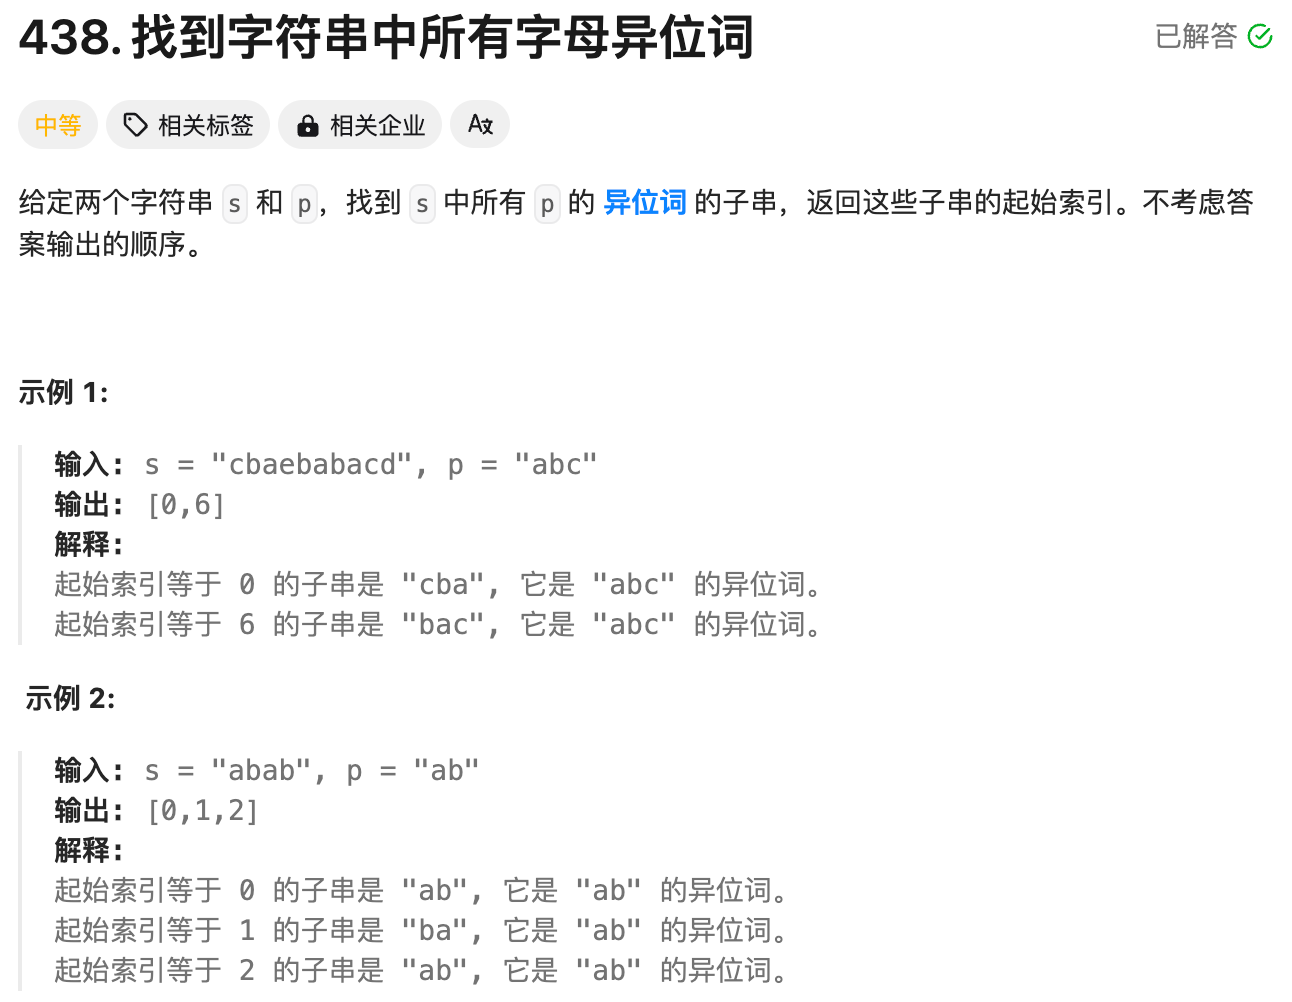 438. 找到字符串中所有字母异位词
已解答
中等 相关标签 相关企业
给定两个字符串 s 和 p，找到 s 中所有 p 的 异位词 的子串，返回这些子串的起始索引。不考虑答
案输出的顺序。
示例 1:
输入: s = "cbaebabacd", p = "abc"
输出: [0,6]
解释:
起始索引等于 0 的子串是 "cba", 它是 "abc" 的异位词。
起始索引等于 6 的子串是 "bac", 它是 "abc" 的异位词。
示例 2:
输入: s = "abab", p = "ab"
输出: [0,1,2]
解释:
起始索引等于 0 的子串是 "ab", 它是 "ab" 的异位词。
起始索引等于 1 的子串是 "ba", 它是 "ab" 的异位词。
起始索引等于 2 的子串是 "ab", 它是 "ab" 的异位词。